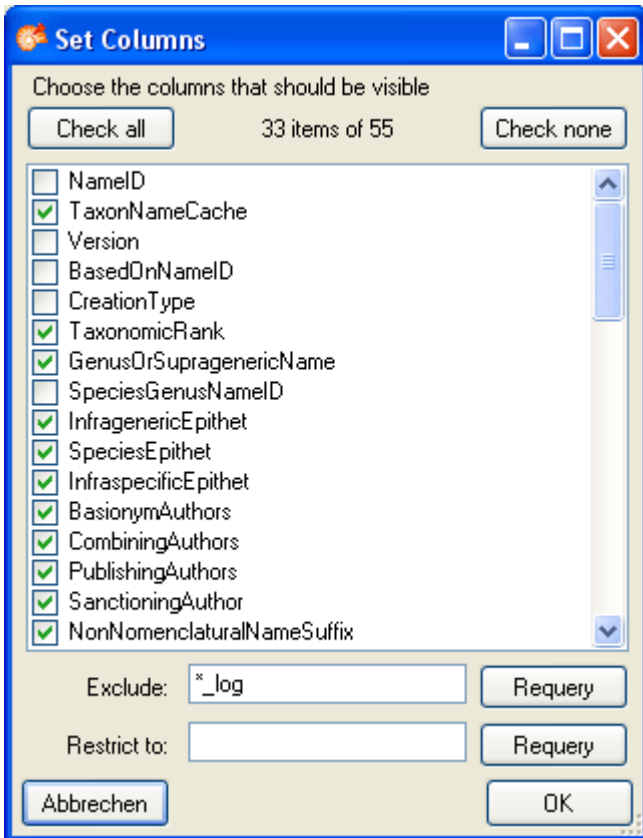 Set Columns
Choose the columns that should be visible
Check all 33 items of 55 Check none
NameID
TaxonNameCache
Version
BasedOnNameID
CreationType
TaxonomicRank
GenusOrSupragenericName
SpeciesGenusNameID
InfragenericEpithet
SpeciesEpithet
InfraspecificEpithet
BasionymAuthors
CombiningAuthors
PublishingAuthors
SanctioningAuthor
NonNomenclaturalNameSuffix
Exclude: *_log Requery
Restrict to: Requery
Abbrechen OK